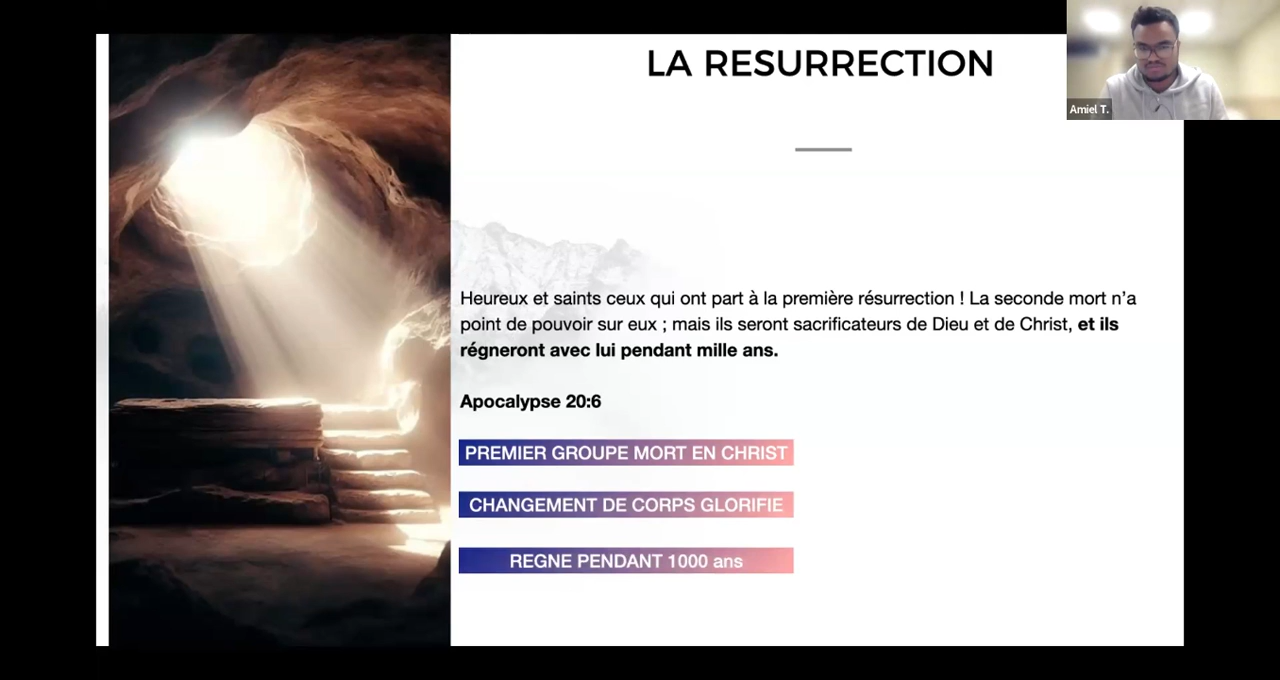 LA RESURRECTION
Amiel T.
Heureux et saints ceux qui ont part à la première résurrection ! La seconde mort n’a
point de pouvoir sur eux ; mais ils seront sacrificateurs de Dieu et de Christ, et ils
régneront avec lui pendant mille ans.
Apocalypse 20:6
PREMIER GROUPE MORT EN CHRIST
CHANGEMENT DE CORPS GLORIFIE
REGNE PENDANT 1000 ans